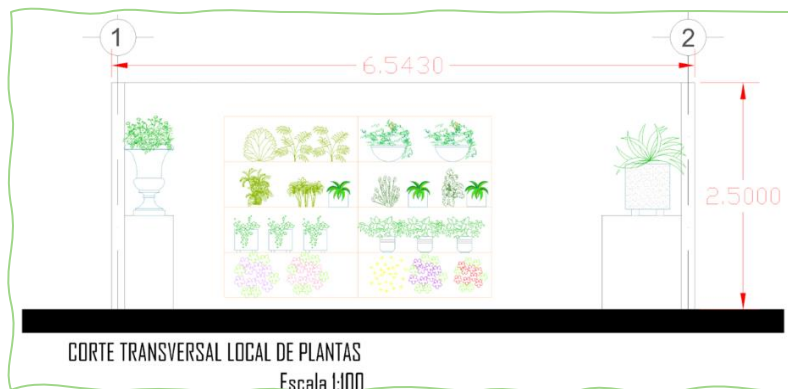 1 2
6.5430
2.5000
CORTE TRANSVERSAL LOCAL DE PLANTAS
Escala 1:100